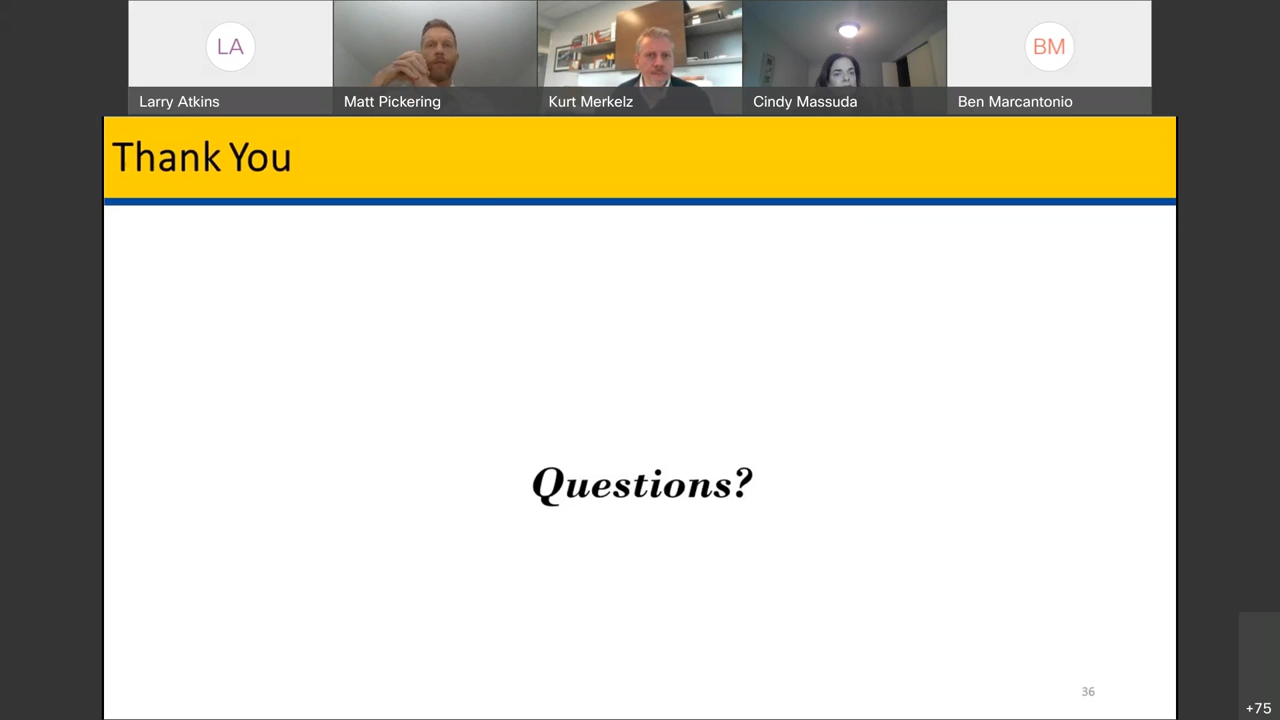 LA
BM
Larry Atkins
Matt Pickering
Kurt Merkelz
Cindy Massuda
Ben Marcantonio
Thank You
Questions?
36
+75